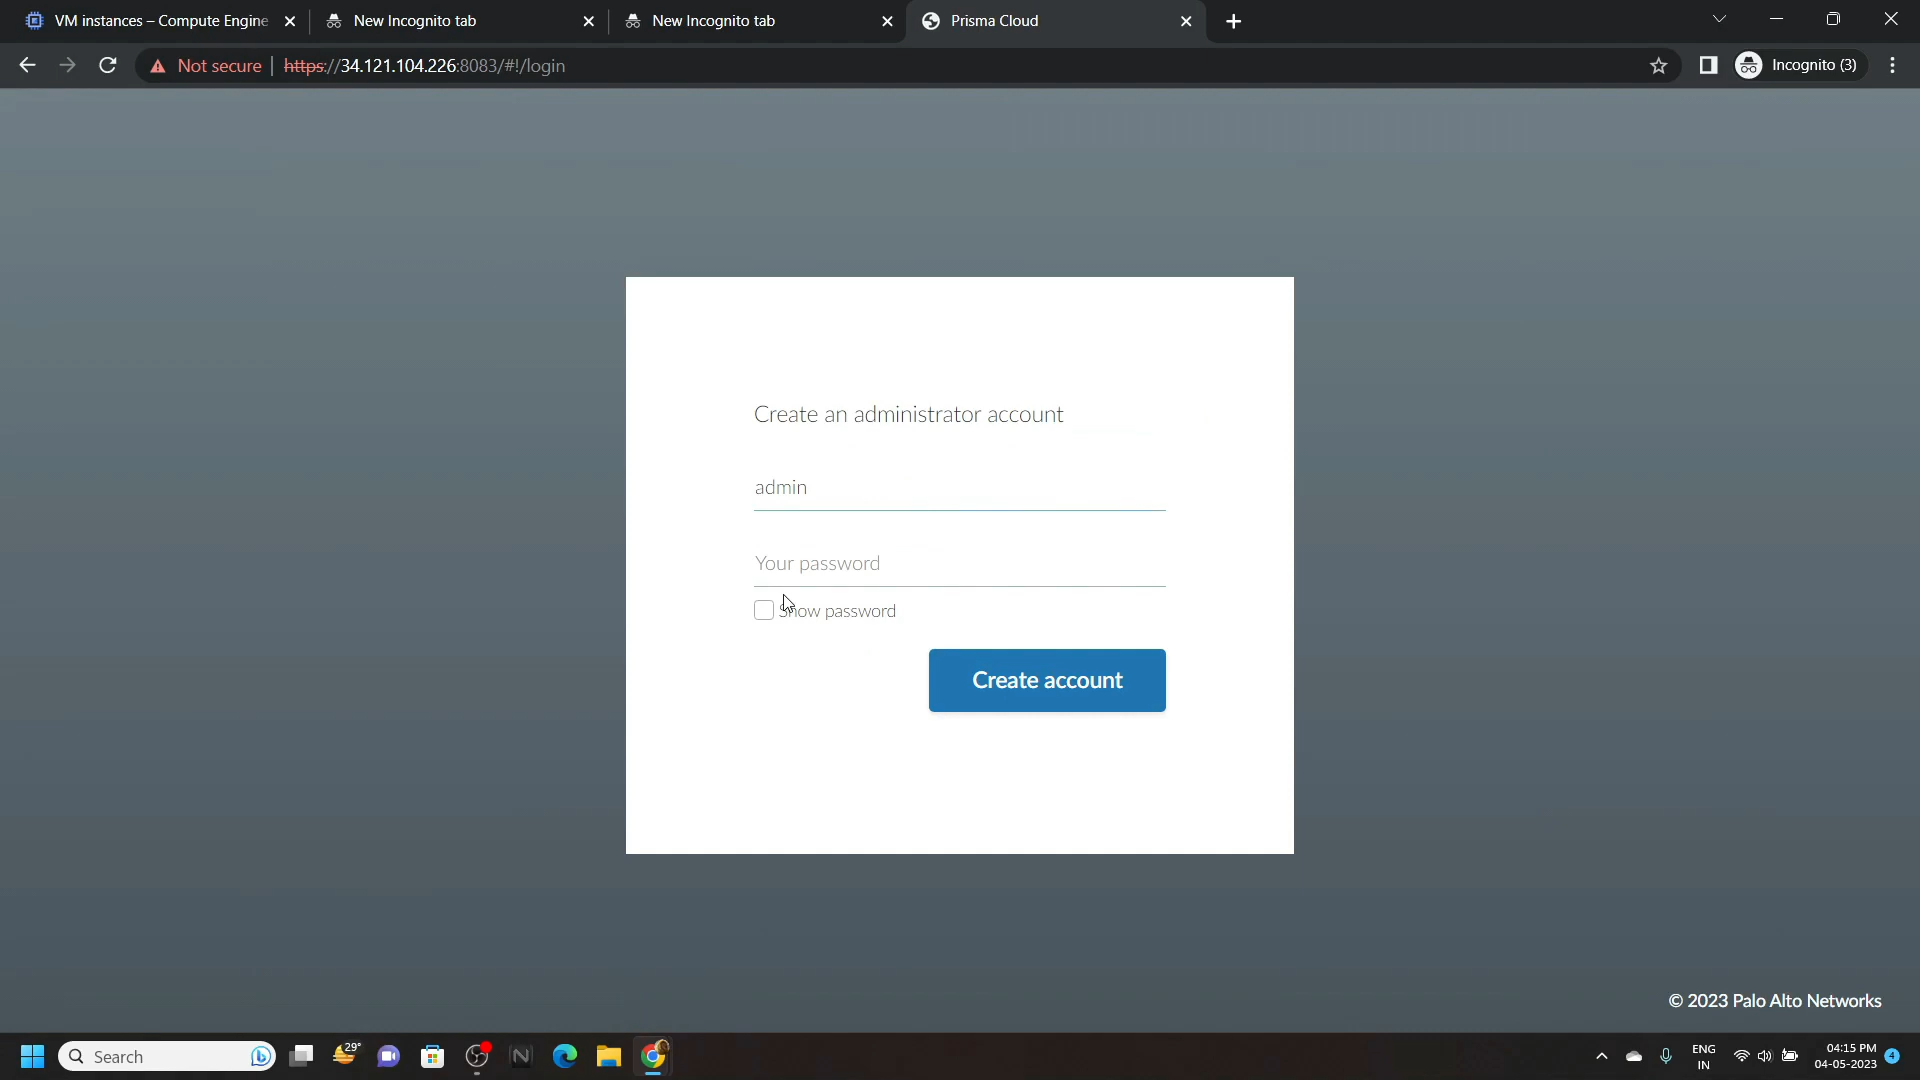 VM instances – Compute Engine
New Incognito tab
New Incognito tab
Prisma Cloud
Not secure
https://34.121.104.226:8083/#!/login
Incognito (3)
Create an administrator account
admin
Your password
Show password
Create account
© 2023 Palo Alto Networks
Search
29°
ENG
IN
04:15 PM
04-05-2023
4